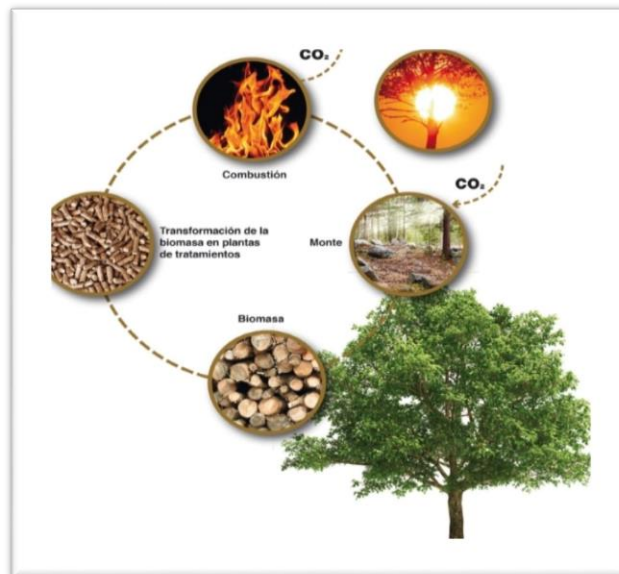 CO₂
Combustión
CO₂
Transformación de la
biomasa en plantas
de tratamientos
Monte
Biomasa